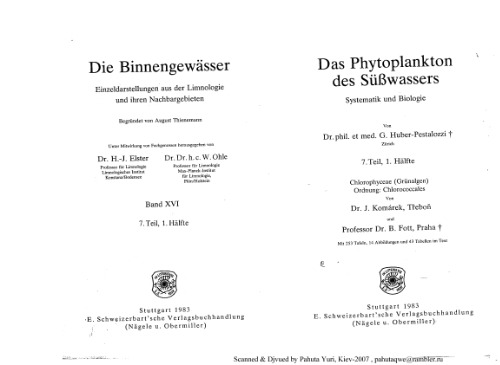 Die Binnengewässer
Einzeldarstellungen aus der Limnologie
und ihren Nachbargebieten
Begründet von August Thienemann
Unter Mitwirkung von Fachgenossen herausgegeben von
Dr. H.-J. Elster
Professor für Limnologie
Limnologisches Institut
Konstanz/Bodensee
Dr. Dr. h. c. W. Ohle
Professor für Limnologie
Max-Planck-Institut
für Limnologie,
Plön/Holstein
Band XVI
7. Teil, 1. Hälfte
Stuttgart 1983
E. Schweizerbart'sche Verlagsbuchhandlung
(Nägele u. Obermiller)
Das Phytoplankton
des Süßwassers
Systematik und Biologie
Von
Dr. phil. et med. G. Huber-Pestalozzi †
Zürich
7. Teil, 1. Hälfte
Chlorophyceae (Grünalgen)
Ordnung: Chlorococcales
Von
Dr. J. Komárek, Třeboň
und
Professor Dr. B. Fott, Praha †
Mit 253 Tafeln, 14 Abbildungen und 43 Tabellen im Text
Stuttgart 1983
E. Schweizerbart'sche Verlagsbuchhandlung
(Nägele u. Obermiller)
Scanned & Djvued by Pahuta Yuri, Kiev-2007 , pahutaqwe@rambler.ru